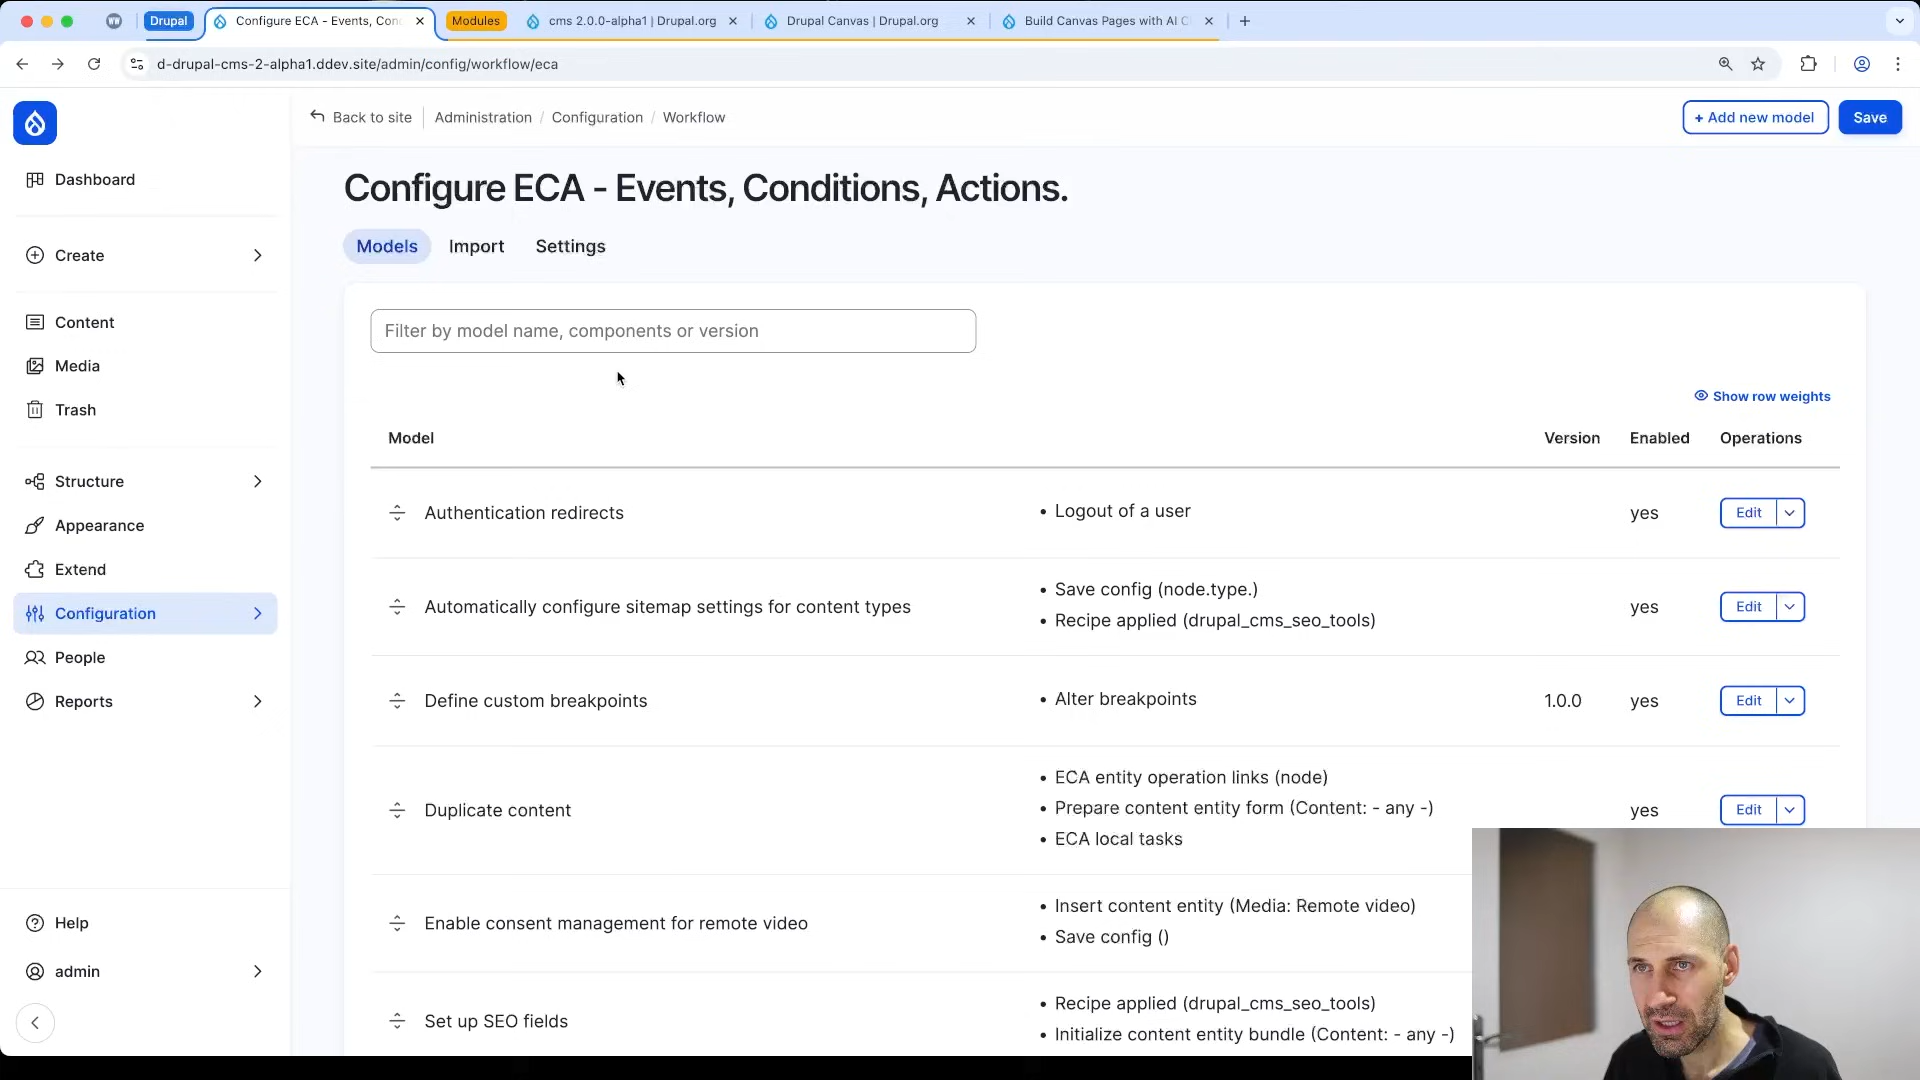 Drupal
Configure ECA - Events, Con
Modules
cms 2.0.0-alpha1 | Drupal.org
Drupal Canvas | Drupal.org
Build Canvas Pages with AI C
d-drupal-cms-2-alpha1.ddev.site/admin/config/workflow/eca
Back to site
Administration / Configuration / Workflow
+ Add new model
Save
Dashboard
Create
Content
Media
Trash
Structure
Appearance
Extend
Configuration
People
Reports
Help
admin
Configure ECA - Events, Conditions, Actions.
Models
Import
Settings
Filter by model name, components or version
Show row weights
Model
Version
Enabled
Operations
Authentication redirects
• Logout of a user
yes
Edit
Automatically configure sitemap settings for content types
• Save config (node.type.)
• Recipe applied (drupal_cms_seo_tools)
yes
Edit
Define custom breakpoints
• Alter breakpoints
1.0.0
yes
Edit
Duplicate content
• ECA entity operation links (node)
• Prepare content entity form (Content: - any -)
• ECA local tasks
yes
Edit
Enable consent management for remote video
• Insert content entity (Media: Remote video)
• Save config ()
Set up SEO fields
• Recipe applied (drupal_cms_seo_tools)
• Initialize content entity bundle (Content: - any -)